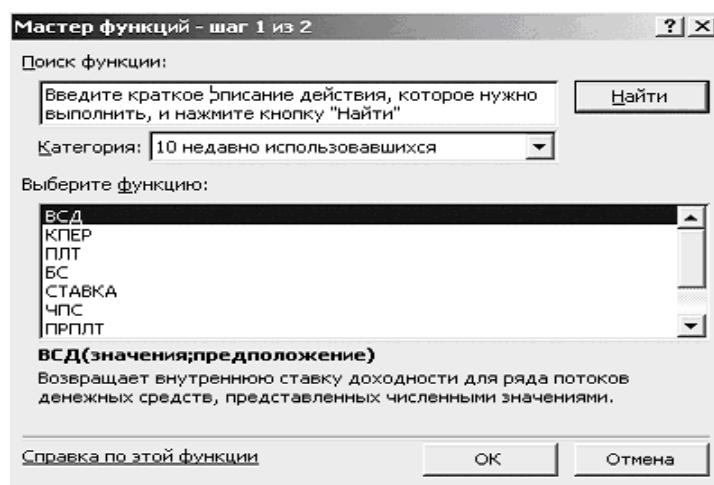 Мастер функций - шаг 1 из 2
Поиск функции:
Введите краткое описание действия, которое нужно
выполнить, и нажмите кнопку "Найти"
Найти
Категория: 10 недавно использовавшихся
Выберите функцию:
ВСД
КПЕР
ПЛТ
БС
СТАВКА
ЧПС
ПРПЛТ
ВСД(значения;предположение)
Возвращает внутреннюю ставку доходности для ряда потоков
денежных средств, представленных численными значениями.
Справка по этой функции
ОК
Отмена